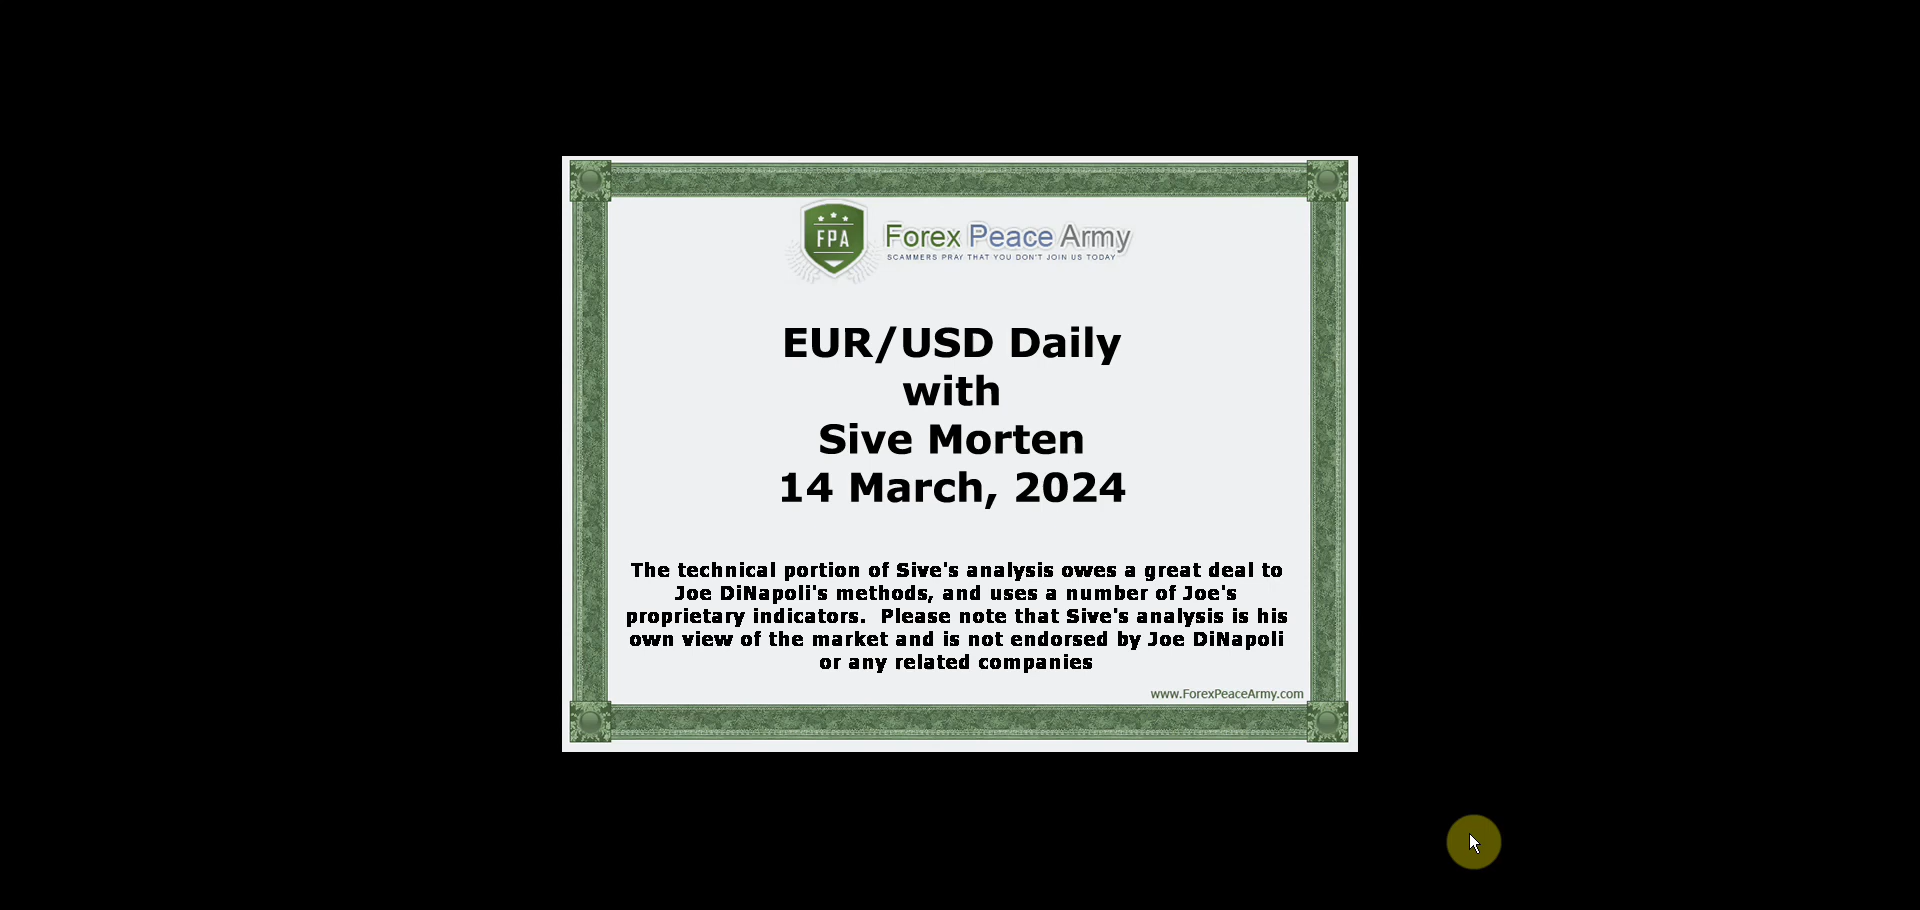 FPA
Forex Peace Army
SCAMMERS PRAY THAT YOU DON'T JOIN US TODAY
EUR/USD Daily
with
Sive Morten
14 March, 2024
The technical portion of Sive's analysis owes a great deal to
Joe DiNapoli's methods, and uses a number of Joe's
proprietary indicators.  Please note that Sive's analysis is his
own view of the market and is not endorsed by Joe DiNapoli
or any related companies
www.ForexPeaceArmy.com